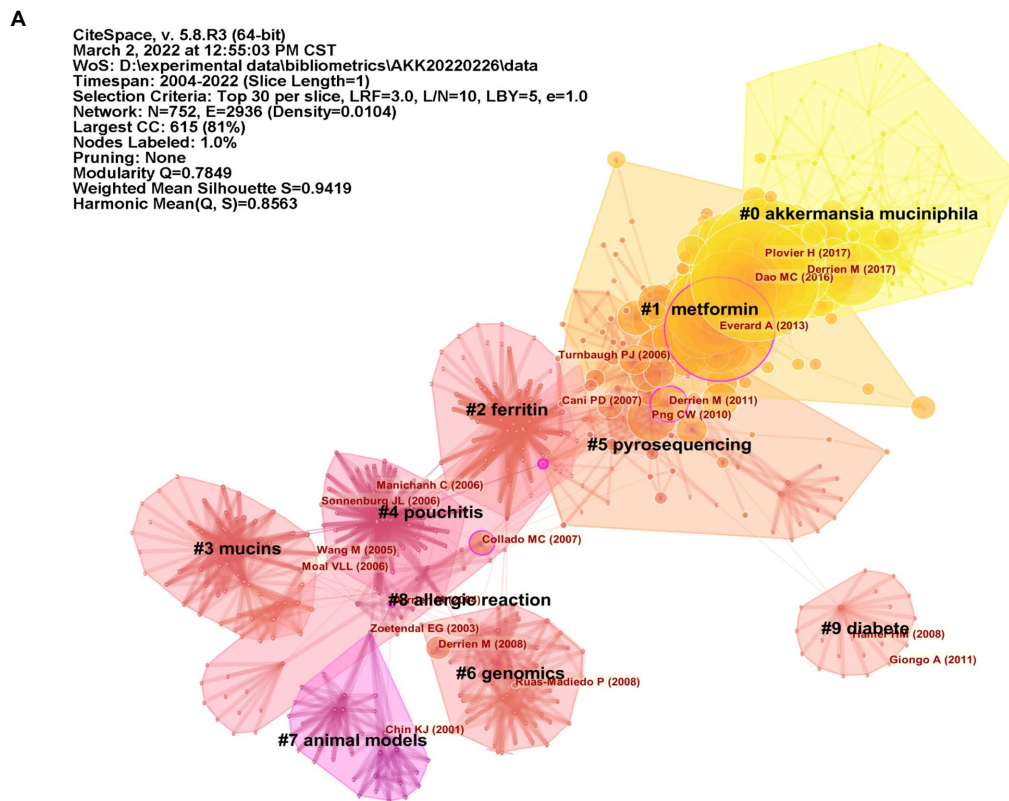 A
CiteSpace, v. 5.8.R3 (64-bit)
March 2, 2022 at 12:55:03 PM CST
WoS: D:\experimental data\bibliometrics\AKK20220226\data
Timespan: 2004-2022 (Slice Length=1)
Selection Criteria: Top 30 per slice, LRF=3.0, L/N=10, LBY=5, e=1.0
Network: N=752, E=2936 (Density=0.0104)
Largest CC: 615 (81%)
Nodes Labeled: 1.0%
Pruning: None
Modularity Q=0.7849
Weighted Mean Silhouette S=0.9419
Harmonic Mean(Q, S)=0.8563
#0 akkermansia muciniphila
Plovier H (2017)
Derrien M (2017)
Dao MC (2016)
#1 metformin
Everard A (2013)
Turnbaugh PJ (2006)
Cani PD (2007)
Derrien M (2011)
#2 ferritin
Png CW (2010)
#5 pyrosequencing
Manichanh C (2006)
Sonnenburg JL (2006)
#4 pouchitis
Collado MC (2007)
#3 mucins
Wang M (2005)
Moal VLL (2006)
#8 allergic reaction
Zoetendal EG (2003)
#9 diabete
(2008)
Derrien M (2008)
Giongo A (2011)
#6 genomics
Ruas-Madiedo P (2008)
Chin KJ (2001)
#7 animal models